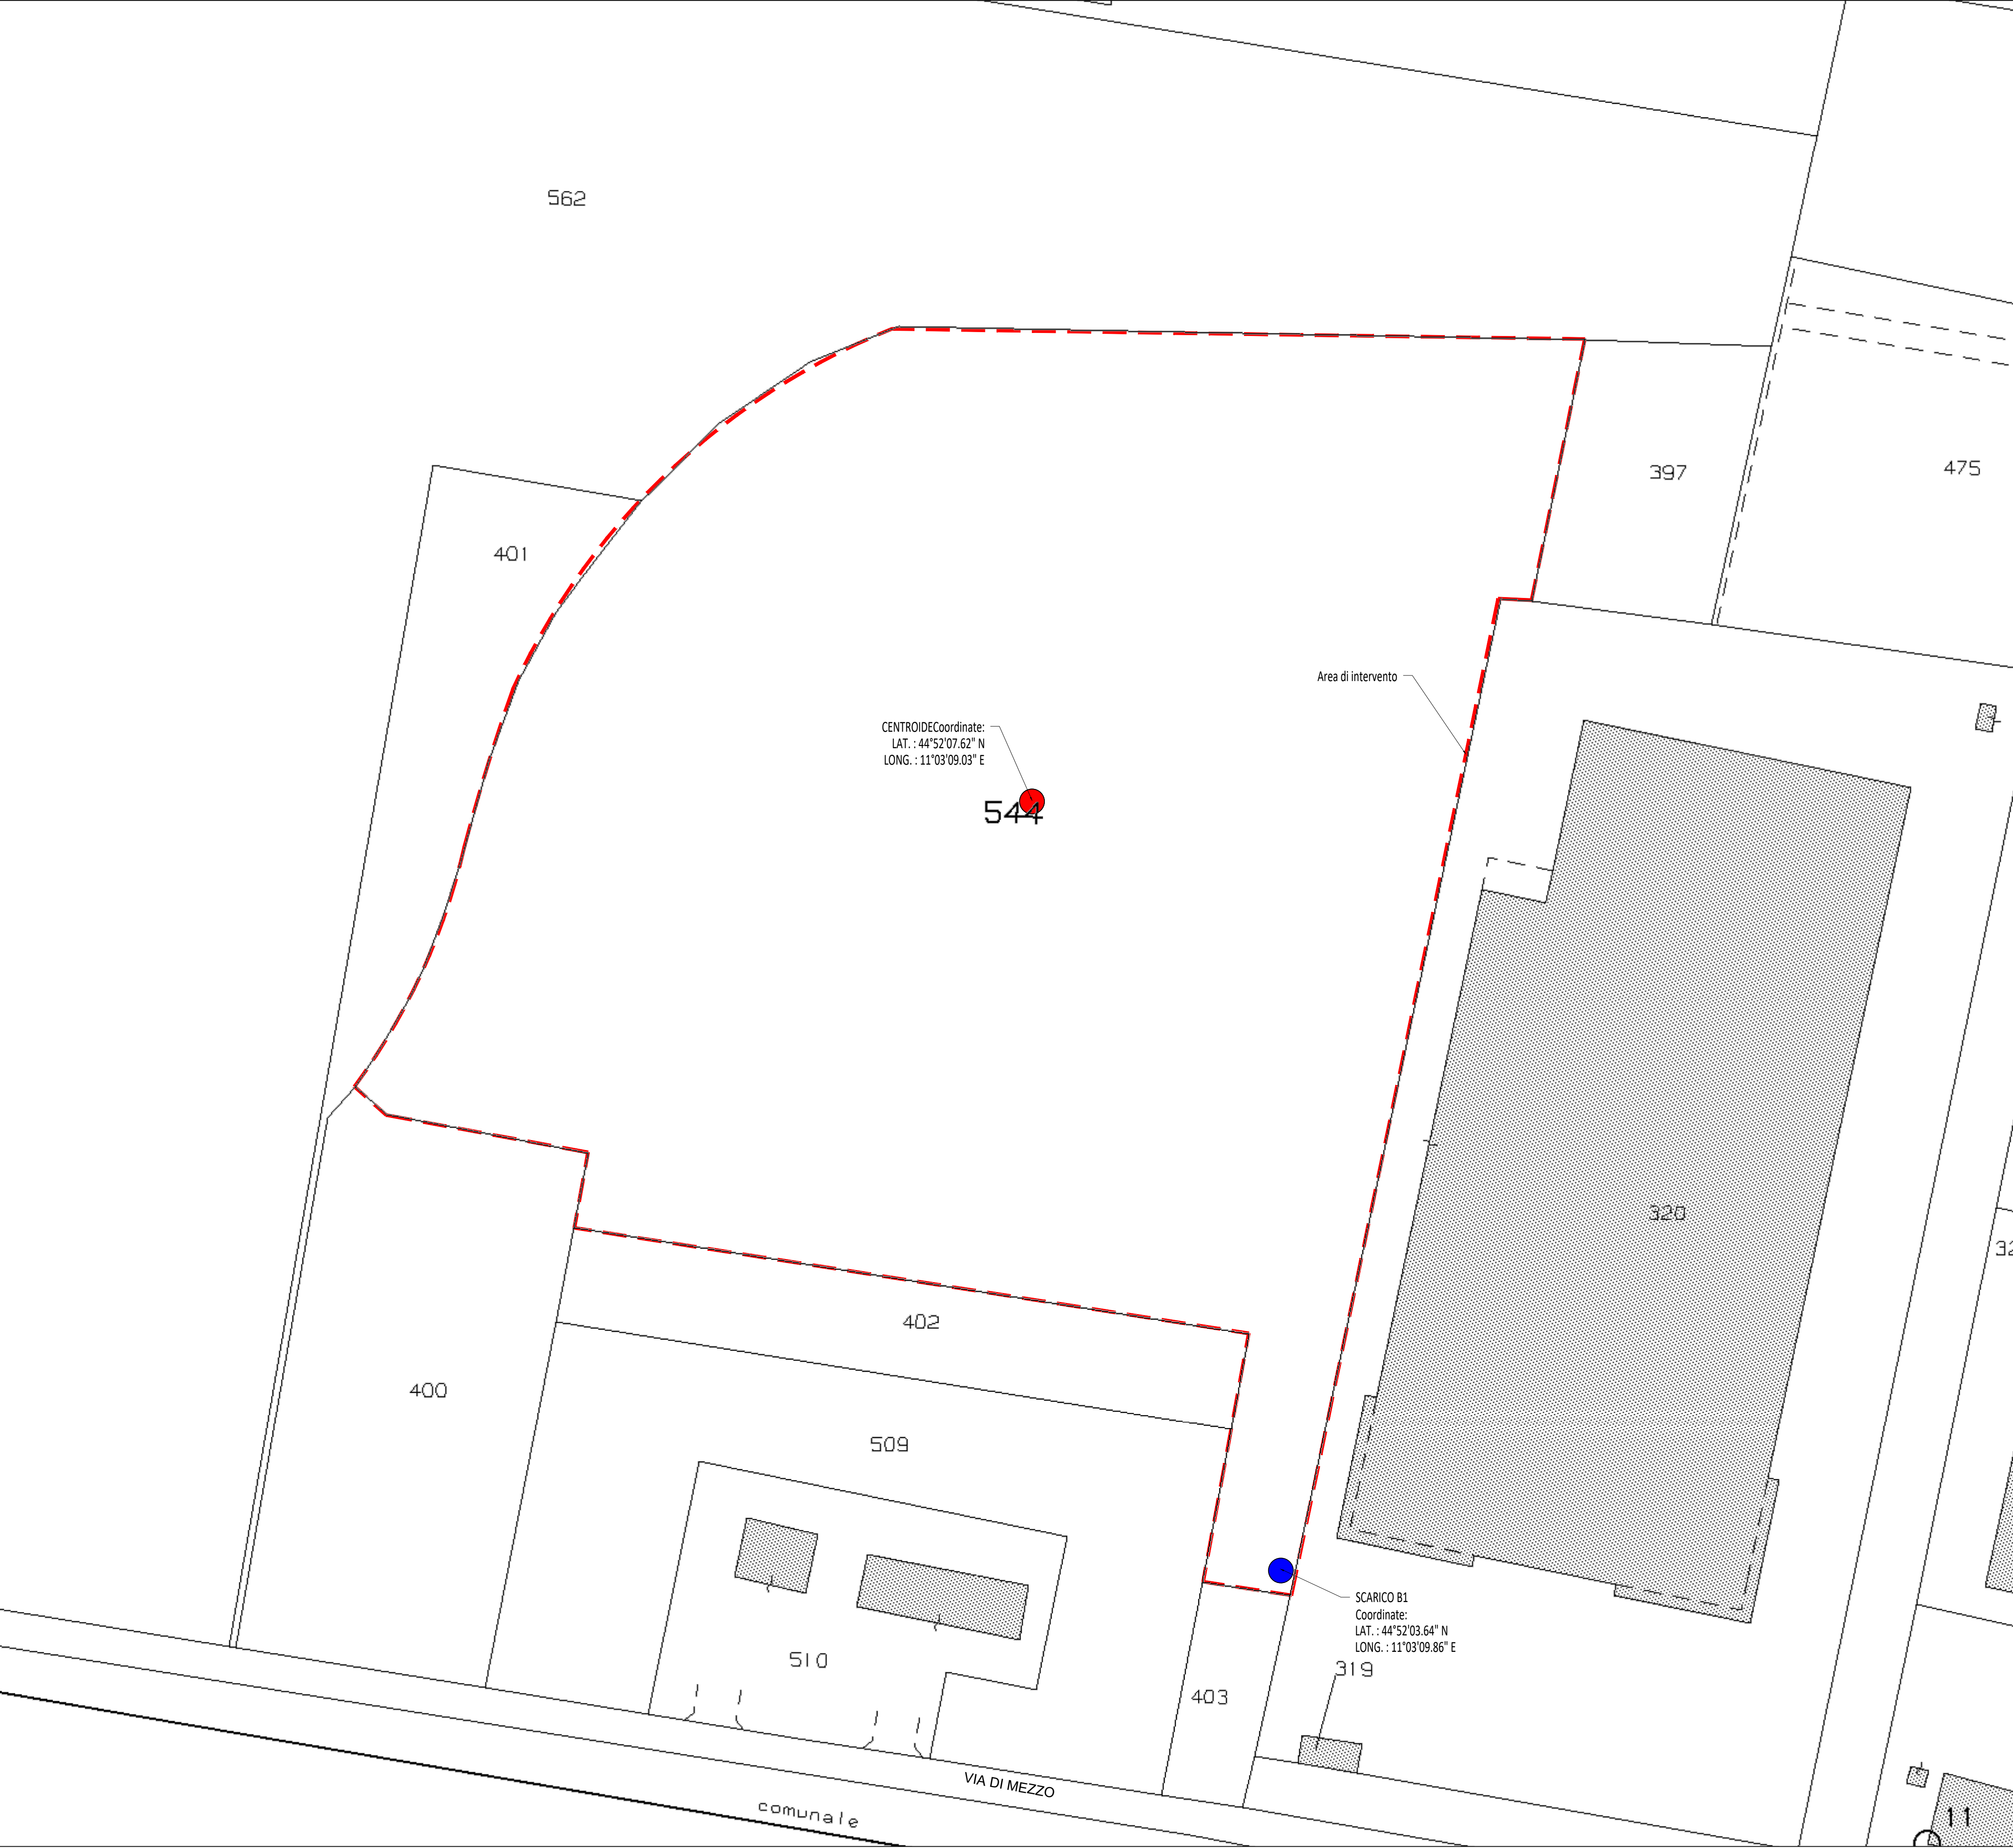 562
397
475
401
Area di intervento
CENTROIDECoordinate:
LAT. : 44°52'07.62" N
LONG. : 11°03'09.03" E
544
320
32
402
400
509
SCARICO B1
Coordinate:
LAT. : 44°52'03.64" N
LONG. : 11°03'09.86" E
510
319
403
VIA DI MEZZO
comunale
11